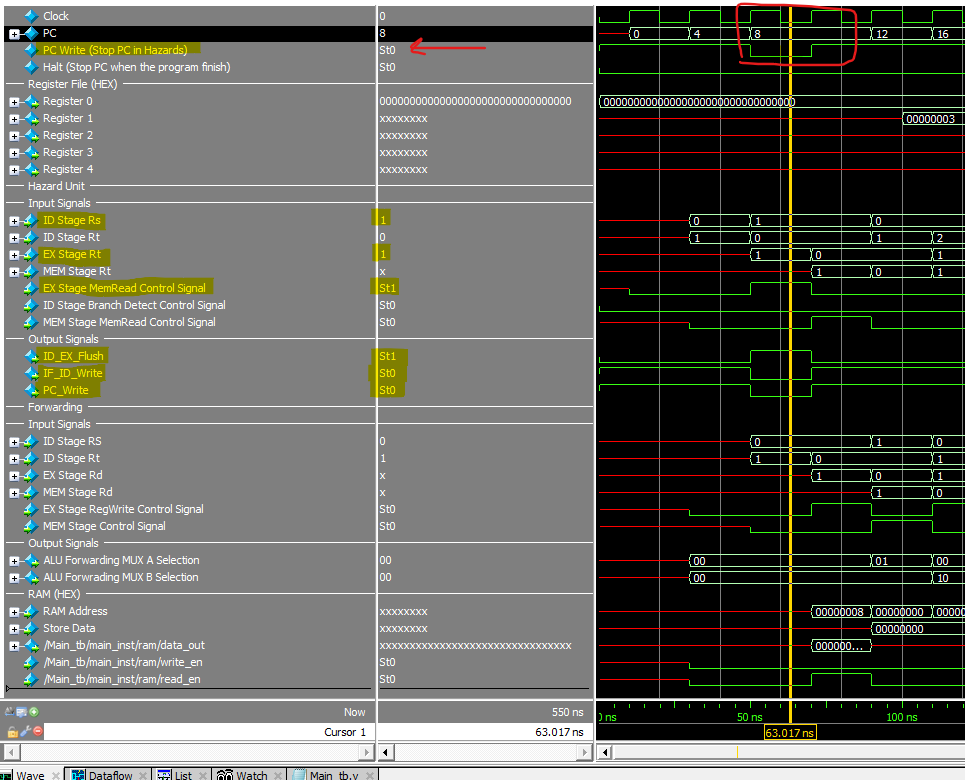 Clock 0
PC 8 0 4 8 12 16
PC Write (Stop PC in Hazards) St0
Halt (Stop PC when the program finish) St0
Register File (HEX)
Register 0 00000000000000000000000000000000 00000000000000000000000000000000
Register 1 xxxxxxxx 00000003
Register 2 xxxxxxxx
Register 3 xxxxxxxx
Register 4 xxxxxxxx
Hazard Unit
Input Signals
ID Stage Rs 1 0 1 0
ID Stage Rt 0 1 0 1 2
EX Stage Rt 1 1 0 1
MEM Stage Rt x 1 0 1
EX Stage MemRead Control Signal St1
ID Stage Branch Detect Control Signal St0
MEM Stage MemRead Control Signal St0
Output Signals
ID_EX_Flush St1
IF_ID_Write St0
PC_Write St0
Forwarding
Input Signals
ID Stage RS 0 0 1 0
ID Stage Rt 1 1 0 1
EX Stage Rd x 1 0 1
MEM Stage Rd x 1 0
EX Stage RegWrite Control Signal St0
MEM Stage Control Signal St0
Output Signals
ALU Forwarding MUX A Selection 00 00 01 00
ALU Forwrading MUX B Selection 00 00 10
RAM (HEX)
RAM Address xxxxxxxx 00000008 00000000 00000
Store Data xxxxxxxx 00000000
/Main_tb/main_inst/ram/data_out xxxxxxxxxxxxxxxxxxxxxxxxxxxxxxxx 000000...
/Main_tb/main_inst/ram/write_en St0
/Main_tb/main_inst/ram/read_en St0
Now 550 ns 0 ns 50 ns 100 ns
Cursor 1 63.017 ns 63.017 ns
Wave Dataflow List Watch Main_tb.v